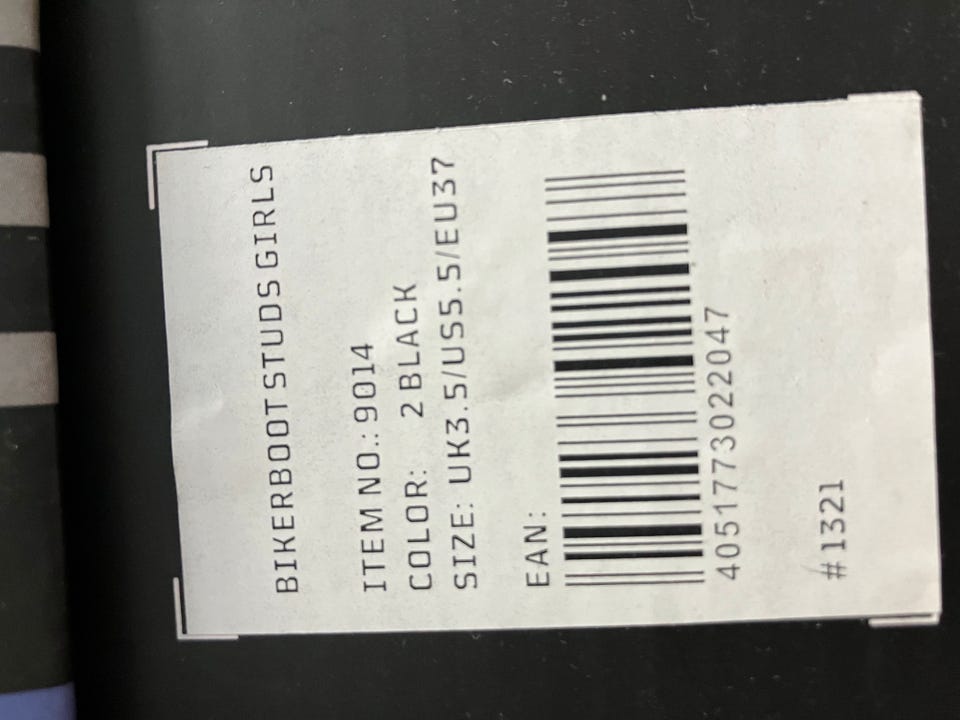 BIKERBOOT STUDS GIRLS
ITEM NO.: 9014
COLOR: 2 BLACK
SIZE: UK3.5/US5.5/EU37
EAN:
4051773022047
#1321